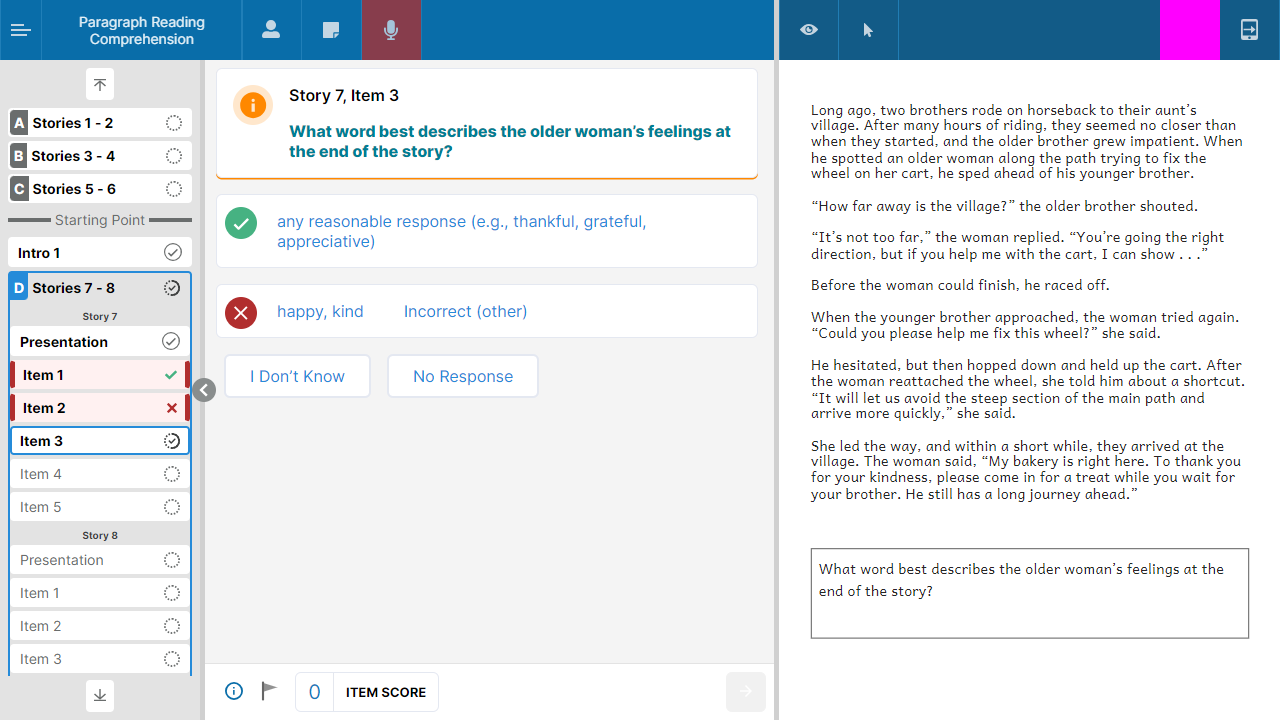 Paragraph Reading
Comprehension
A Stories 1 - 2
B Stories 3 - 4
C Stories 5 - 6
Starting Point
Intro 1
D Stories 7 - 8
Story 7
Presentation
Item 1
Item 2
Item 3
Item 4
Item 5
Story 8
Presentation
Item 1
Item 2
Item 3
Story 7, Item 3
What word best describes the older woman’s feelings at
the end of the story?
any reasonable response (e.g., thankful, grateful,
appreciative)
happy, kind Incorrect (other)
I Don’t Know No Response
0 ITEM SCORE
Long ago, two brothers rode on horseback to their aunt’s
village. After many hours of riding, they seemed no closer than
when they started, and the older brother grew impatient. When
he spotted an older woman along the path trying to fix the
wheel on her cart, he sped ahead of his younger brother.
“How far away is the village?” the older brother shouted.
“It’s not too far,” the woman replied. “You’re going the right
direction, but if you help me with the cart, I can show . . .”
Before the woman could finish, he raced off.
When the younger brother approached, the woman tried again.
“Could you please help me fix this wheel?” she said.
He hesitated, but then hopped down and held up the cart. After
the woman reattached the wheel, she told him about a shortcut.
“It will let us avoid the steep section of the main path and
arrive more quickly,” she said.
She led the way, and within a short while, they arrived at the
village. The woman said, “My bakery is right here. To thank you
for your kindness, please come in for a treat while you wait for
your brother. He still has a long journey ahead.”
What word best describes the older woman’s feelings at the
end of the story?